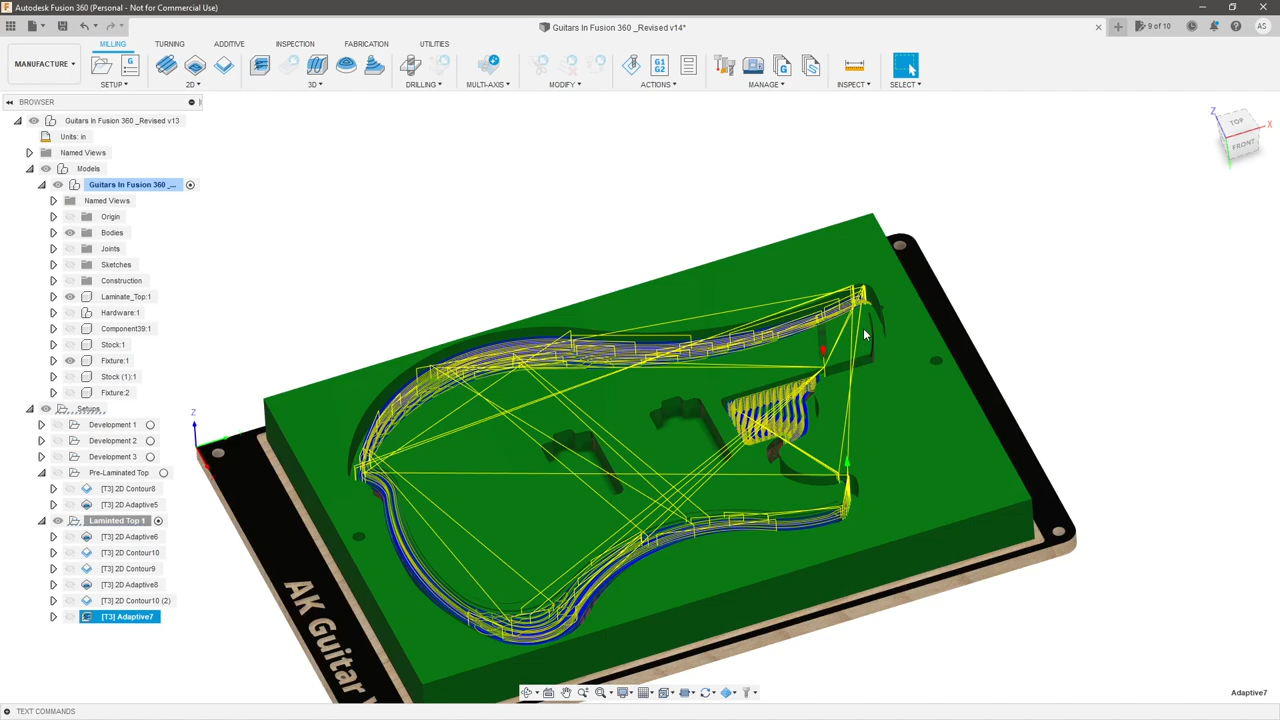 Autodesk Fusion 360 (Personal - Not for Commercial Use)
Guitars In Fusion 360 _Revised v14*
9 of 10
AS
MILLING
TURNING
ADDITIVE
INSPECTION
FABRICATION
UTILITIES
MANUFACTURE
G1
G2
SETUP
2D
3D
DRILLING
MULTI-AXIS
MODIFY
ACTIONS
MANAGE
INSPECT
SELECT
BROWSER
Guitars In Fusion 360 _Revised v13
Units: in
Named Views
Models
Guitars In Fusion 360 _...
Named Views
Origin
Bodies
Joints
Sketches
Construction
Laminate_Top:1
Hardware:1
Component39:1
Stock:1
Fixture:1
Stock (1):1
Fixture:2
Setups
Development 1
Development 2
Development 3
Pre-Laminated Top
[T3] 2D Contour8
[T3] 2D Adaptive5
Laminted Top 1
[T3] 2D Adaptive6
[T3] 2D Contour10
[T3] 2D Contour9
[T3] 2D Adaptive8
[T3] 2D Contour10 (2)
[T3] Adaptive7
Z
TOP
FRONT
X
Z
AK Guitar
Adaptive7
TEXT COMMANDS